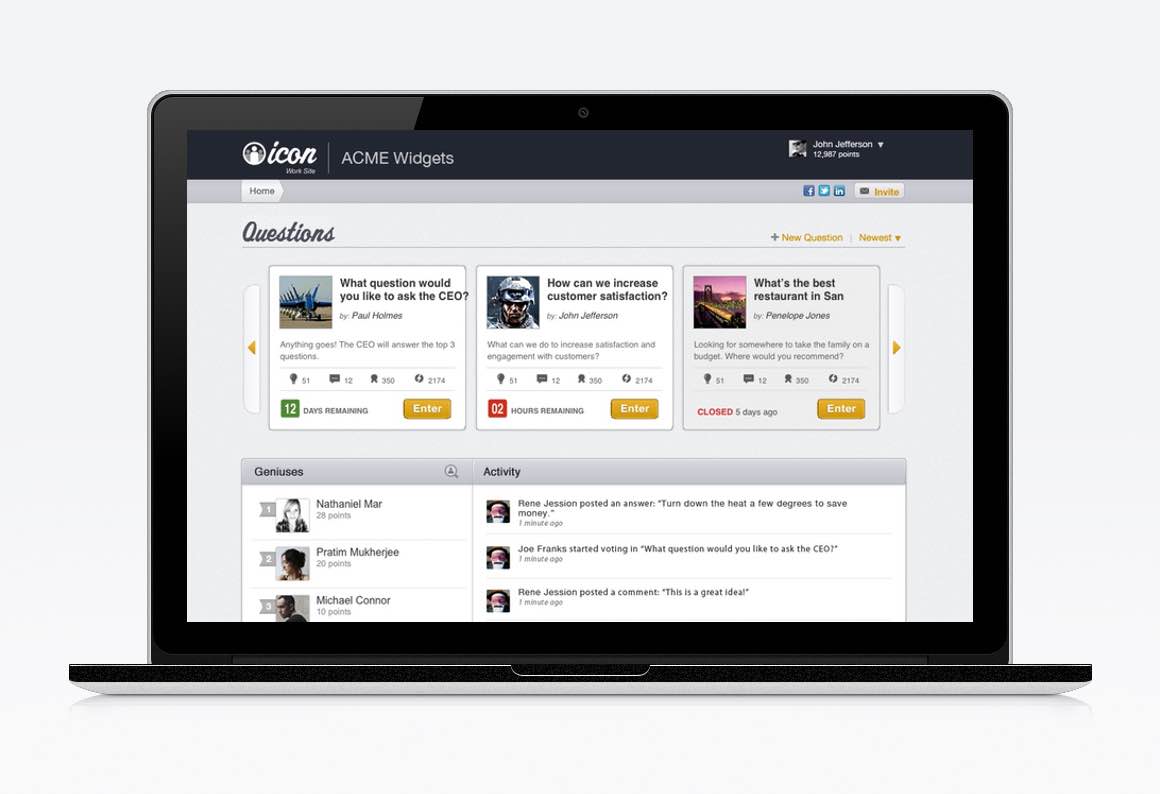 icon
Work Site
ACME Widgets
John Jefferson
12,987 points
Home
Invite
Questions
New Question | Newest
What question would
you like to ask the CEO?
by: Paul Holmes
Anything goes! The CEO will answer the top 3
questions.
51 12 350 2174
12 DAYS REMAINING Enter
How can we increase
customer satisfaction?
by: John Jefferson
What can we do to increase satisfaction and
engagement with customers?
51 12 350 2174
02 HOURS REMAINING Enter
What's the best
restaurant in San
by: Penelope Jones
Looking for somewhere to take the family on a
budget. Where would you recommend?
51 12 350 2174
CLOSED 5 days ago Enter
Geniuses
1 Nathaniel Mar
28 points
2 Pratim Mukherjee
20 points
3 Michael Connor
10 points
Activity
Rene Jession posted an answer: "Turn down the heat a few degrees to save
money."
1 minute ago
Joe Franks started voting in "What question would you like to ask the CEO?"
1 minute ago
Rene Jession posted a comment: "This is a great idea!"
1 minute ago